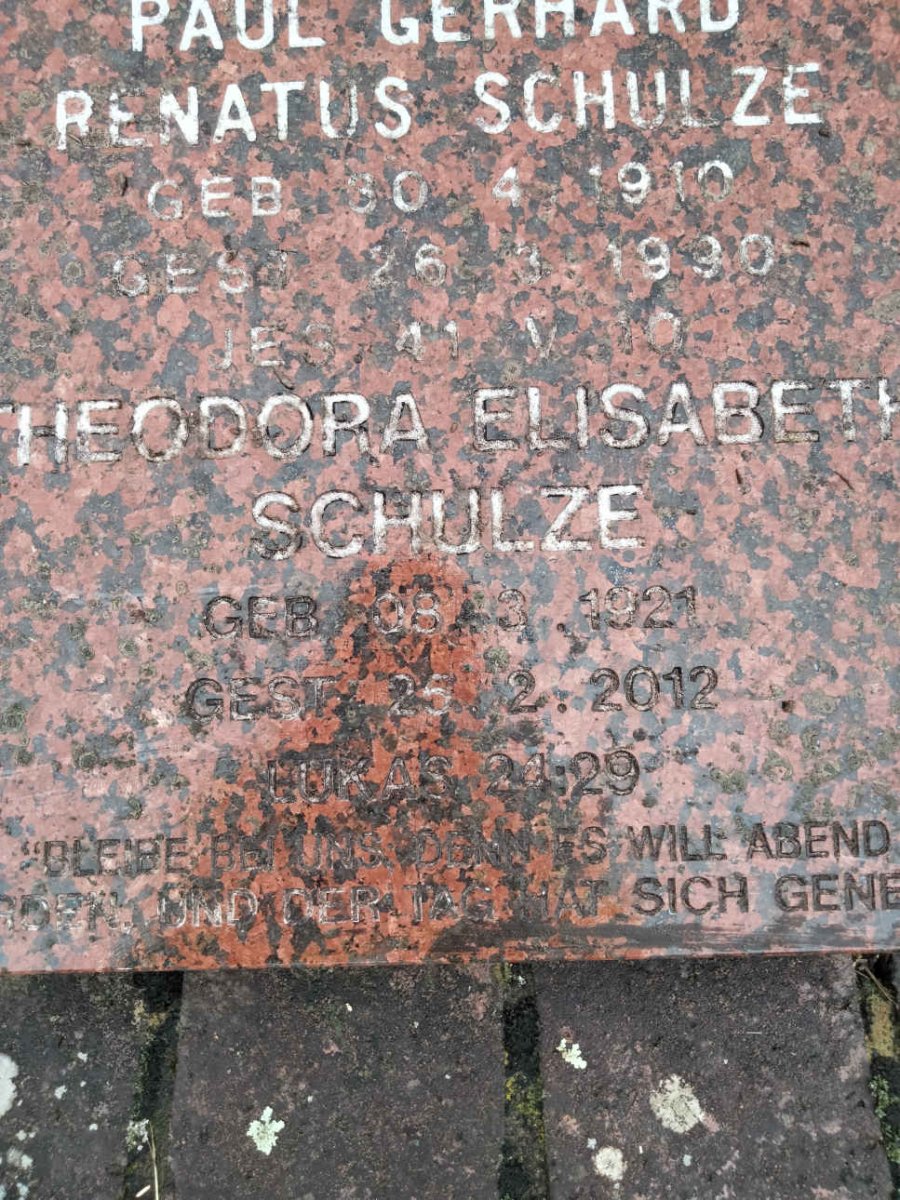 PAUL GERHARD
RENATUS SCHULZE
GEB 30.4.1910
GEST 26.3.1990
JES 41 V 10
THEODORA ELISABETH
SCHULZE
GEB 08.3.1921
GEST 25.2.2012
LUKAS 24:29
"BLEIBE BEI UNS, DENN ES WILL ABEND
RDEN, UND DER TAG HAT SICH GENE